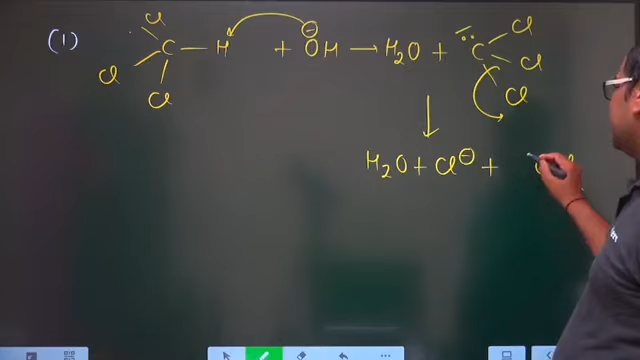 (1) Cl Cl Cl C — H + ⊖OH → H₂O + C̄: Cl Cl Cl
H₂O + Cl⊖ +